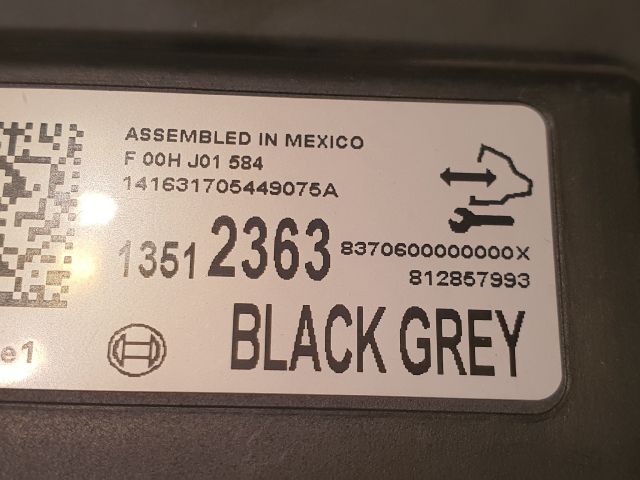 ASSEMBLED IN MEXICO
F 00H J01 584
141631705449075A
13512363 8370600000000X
812857993
e1 BLACK GREY